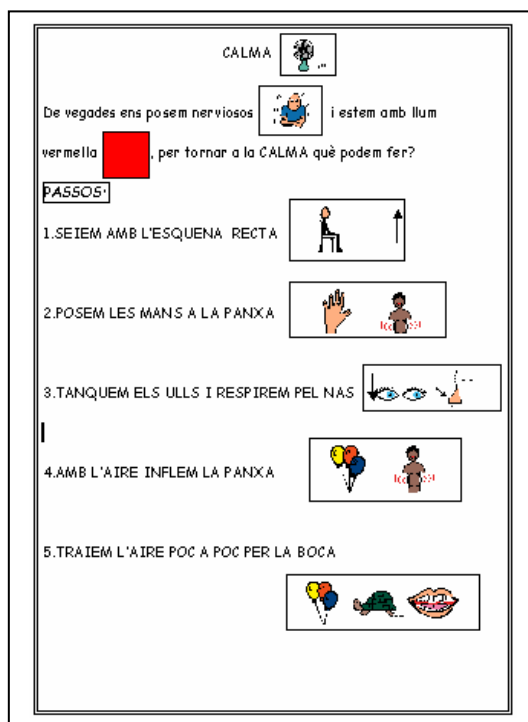 CALMA
De vegades ens posem nerviosos i estem amb llum
vermella , per tornar a la CALMA què podem fer?
PASSOS:
1.SEIEM AMB L'ESQUENA RECTA
2.POSEM LES MANS A LA PANXA
3.TANQUEM ELS ULLS I RESPIREM PEL NAS
4.AMB L'AIRE INFLEM LA PANXA
5.TRAIEM L'AIRE POC A POC PER LA BOCA